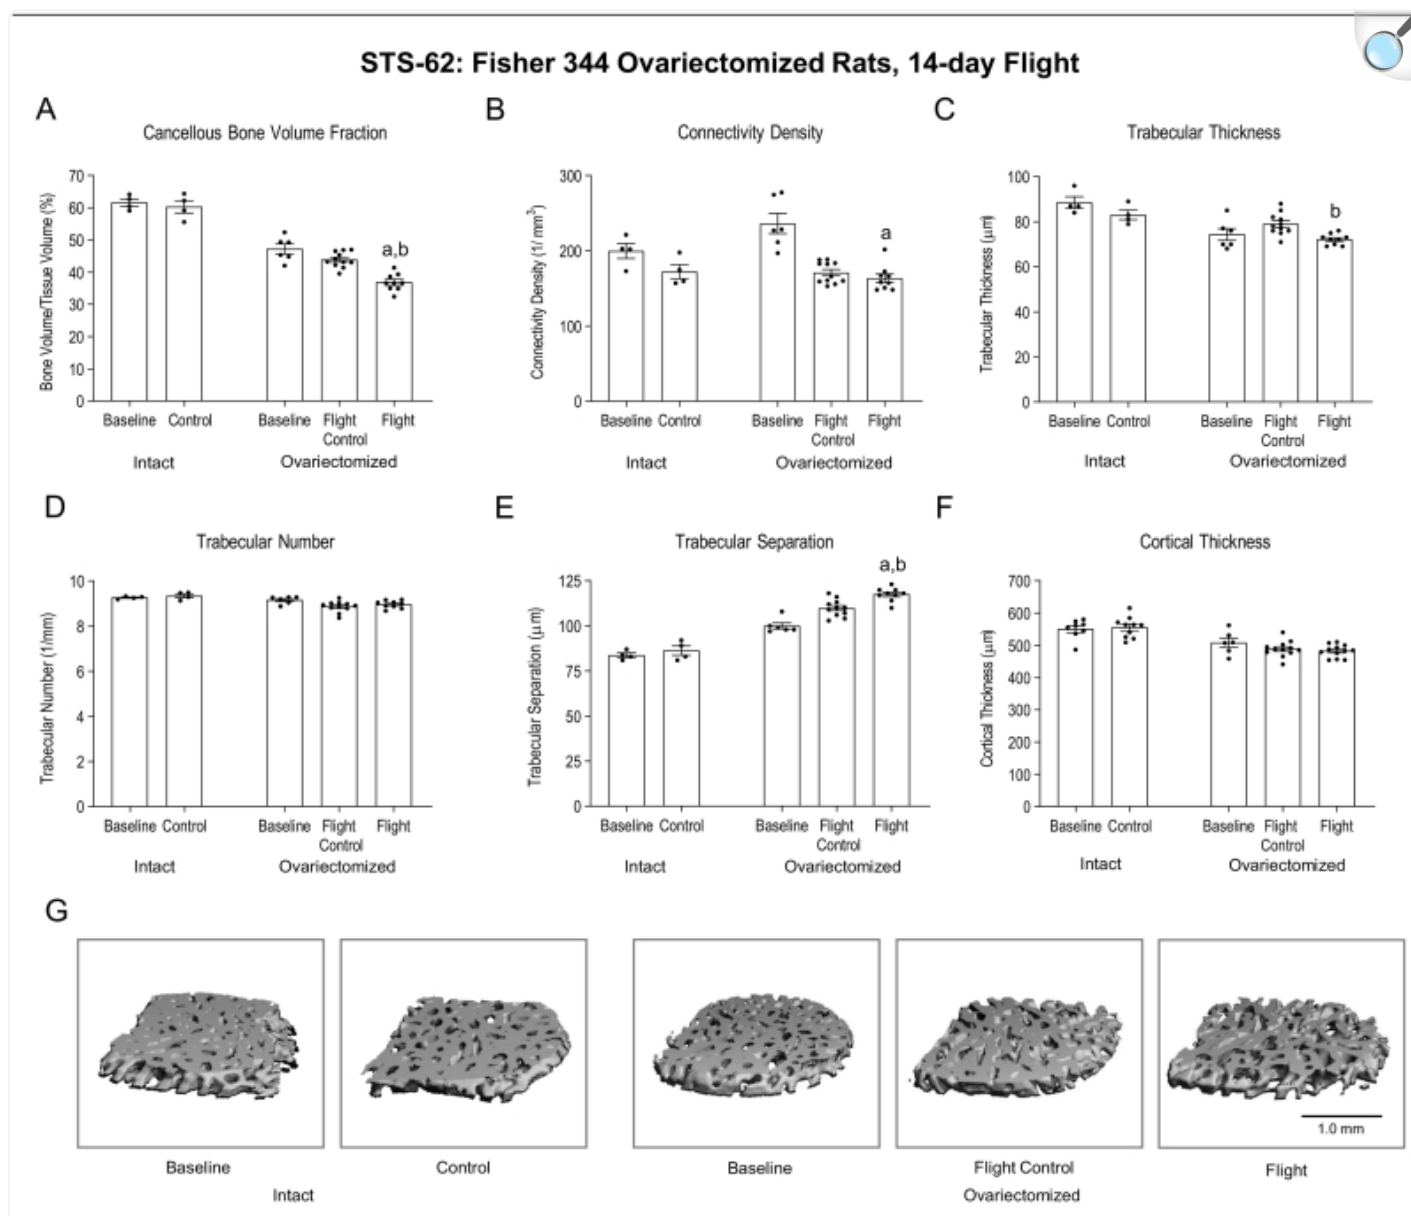 STS-62: Fisher 344 Ovariectomized Rats, 14-day Flight
A
Cancellous Bone Volume Fraction
Bone Volume/Tissue Volume (%)
70
60
50
40
30
20
10
0
a,b
Baseline Control Baseline Flight Control Flight
Intact Ovariectomized
B
Connectivity Density
Connectivity Density (1/ mm³)
300
200
100
0
a
Baseline Control Baseline Flight Control Flight
Intact Ovariectomized
C
Trabecular Thickness
Trabecular Thickness (μm)
100
80
60
40
20
0
b
Baseline Control Baseline Flight Control Flight
Intact Ovariectomized
D
Trabecular Number
Trabecular Number (1/mm)
10
8
6
4
2
0
Baseline Control Baseline Flight Control Flight
Intact Ovariectomized
E
Trabecular Separation
Trabecular Separation (μm)
125
100
75
50
25
0
a,b
Baseline Control Baseline Flight Control Flight
Intact Ovariectomized
F
Cortical Thickness
Cortical Thickness (μm)
700
600
500
400
300
200
100
0
Baseline Control Baseline Flight Control Flight
Intact Ovariectomized
G
1.0 mm
Baseline Control Baseline Flight Control Flight
Intact Ovariectomized